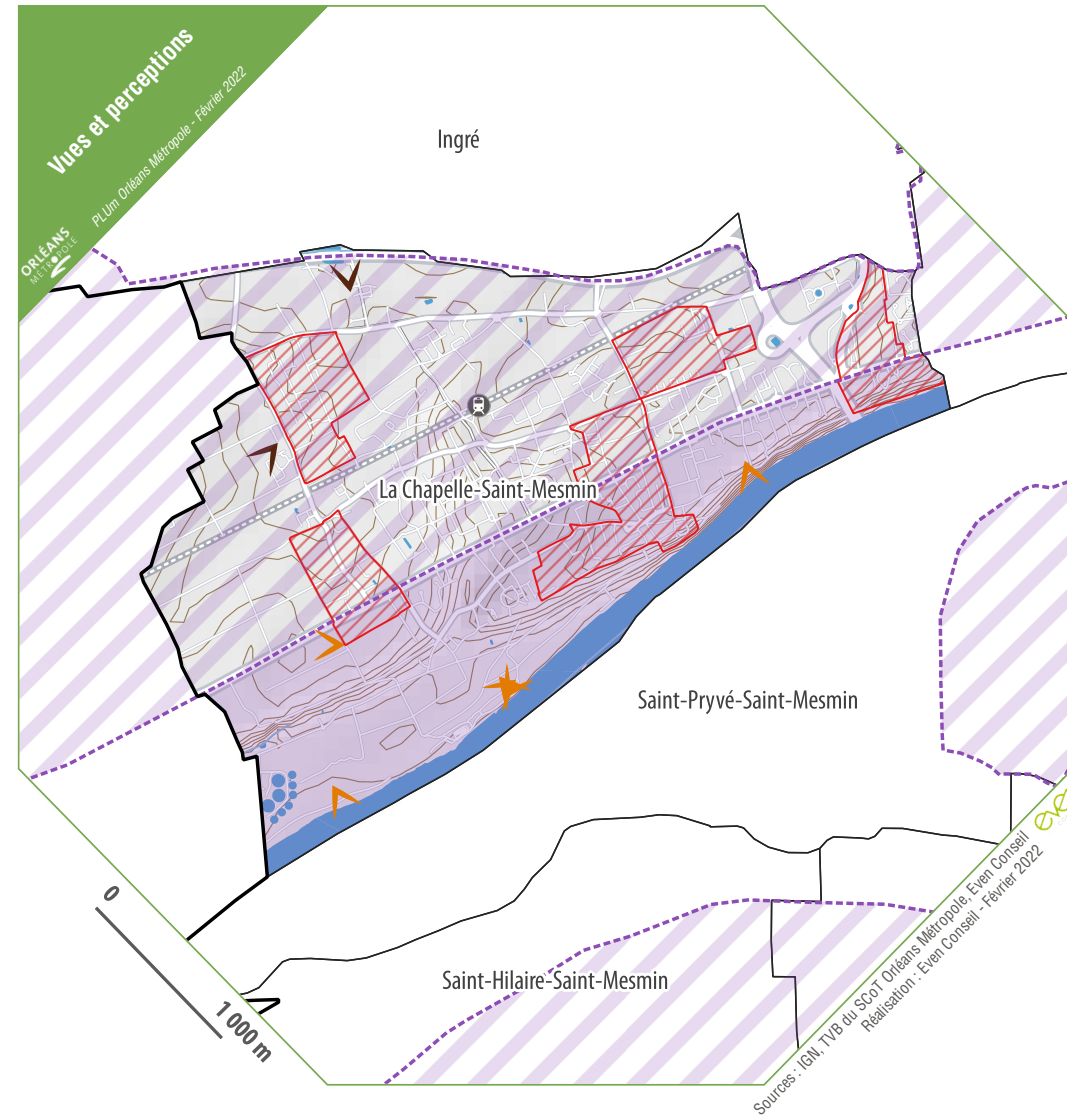 Vues et perceptions
PLUm Orléans Métropole - Février 2022
ORLÉANS
MÉTROPOLE
Ingré
La Chapelle-Saint-Mesmin
Saint-Pryvé-Saint-Mesmin
Saint-Hilaire-Saint-Mesmin
0
1 000 m
Sources : IGN, TVB du SCoT Orléans Métropole, Even Conseil
Réalisation : Even Conseil - Février 2022